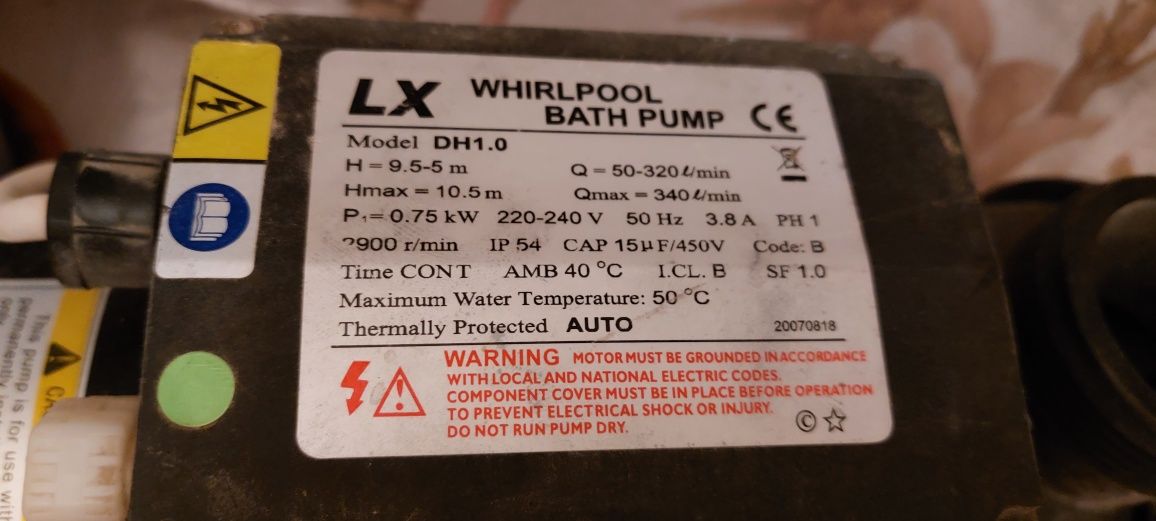 LX WHIRLPOOL
BATH PUMP CE
Model DH1.0
H = 9.5-5 m Q = 50-320 ℓ/min
Hmax = 10.5 m Qmax = 340 ℓ/min
P₁= 0.75 kW 220-240 V 50 Hz 3.8 A PH 1
2900 r/min IP 54 CAP 15µF/450V Code: B
Time CONT AMB 40 °C I.CL. B SF 1.0
Maximum Water Temperature: 50 °C
Thermally Protected AUTO 20070818
WARNING MOTOR MUST BE GROUNDED IN ACCORDANCE
WITH LOCAL AND NATIONAL ELECTRIC CODES.
COMPONENT COVER MUST BE IN PLACE BEFORE OPERATION
TO PREVENT ELECTRICAL SHOCK OR INJURY.
DO NOT RUN PUMP DRY.
©
This pump is for use with
permanently